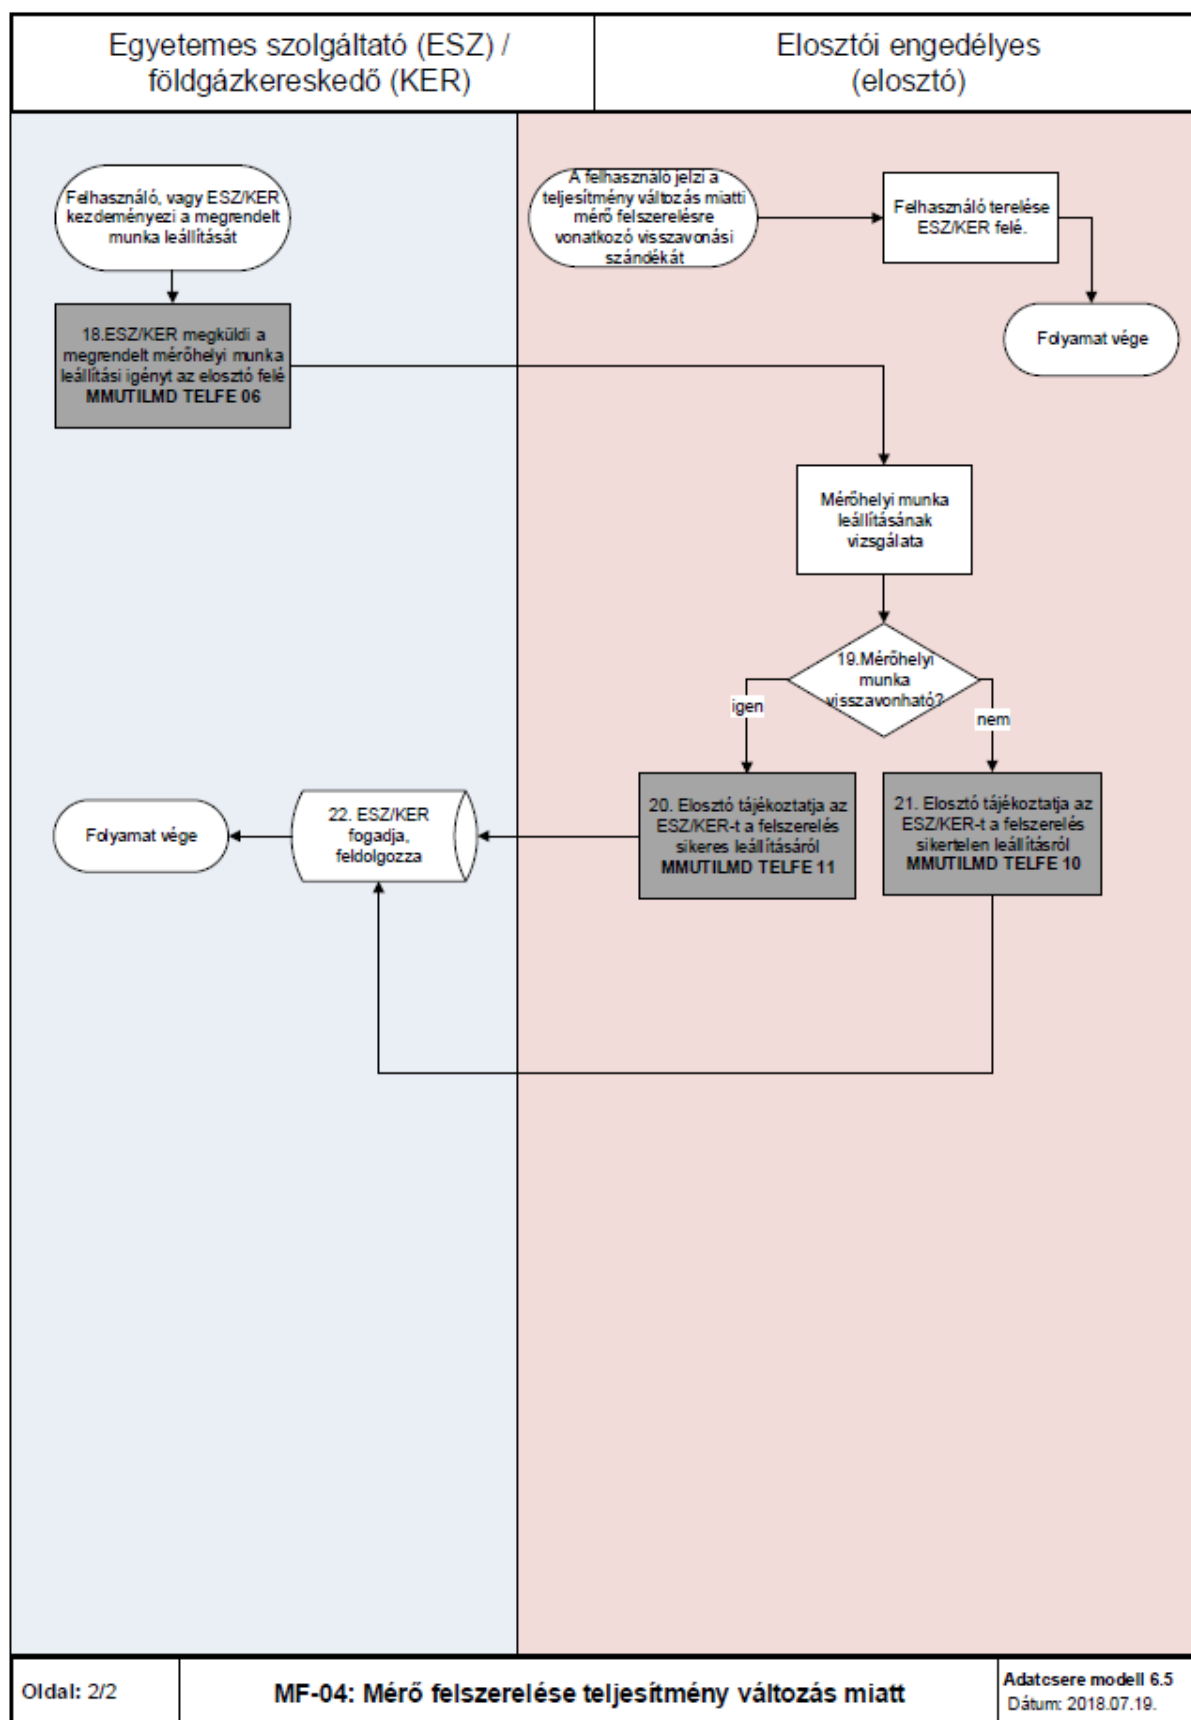 Egyetemes szolgáltató (ESZ) /
földgázkereskedő (KER)
Elosztói engedélyes
(elosztó)
Felhasználó, vagy ESZ/KER
kezdeményezi a megrendelt
munka leállítását
A felhasználó jelzi a
teljesítmény változás miatti
mérő felszerelésre
vonatkozó visszavonási
szándékát
Felhasználó terelése
ESZ/KER felé.
Folyamat vége
18.ESZ/KER megküldi a
megrendelt mérőhelyi munka
leállítási igényt az elosztó felé
MMUTILMD TELFE 06
Mérőhelyi munka
leállításának
vizsgálata
19.Mérőhelyi
munka
visszavonható?
igen
nem
20. Elosztó tájékoztatja az
ESZ/KER-t a felszerelés
sikeres leállításáról
MMUTILMD TELFE 11
21. Elosztó tájékoztatja az
ESZ/KER-t a felszerelés
sikertelen leállításról
MMUTILMD TELFE 10
22. ESZ/KER
fogadja,
feldolgozza
Folyamat vége
Oldal: 2/2
MF-04: Mérő felszerelése teljesítmény változás miatt
Adatcsere modell 6.5
Dátum: 2018.07.19.